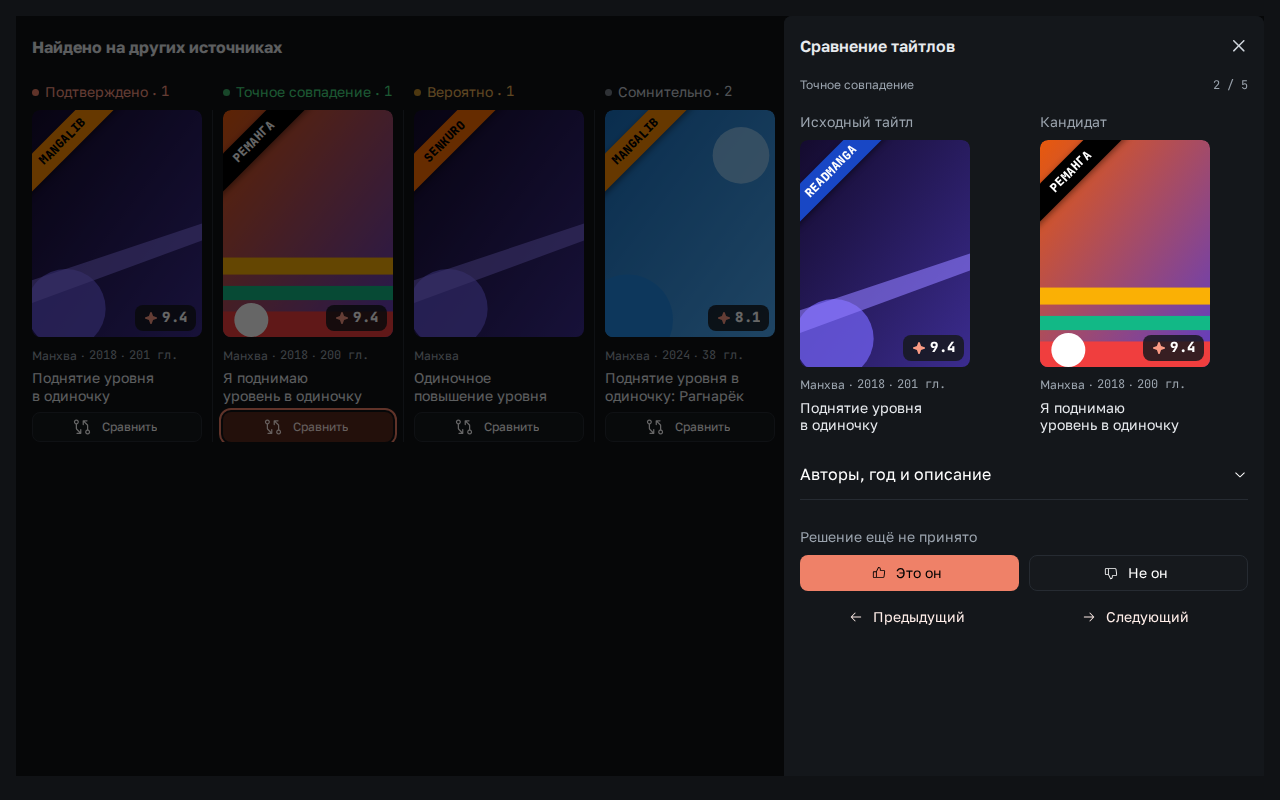 Найдено на других источниках
Подтверждено · 1
Точное совпадение · 1
Вероятно · 1
Сомнительно · 2
MANGALIB
РЕМАНГА
SENKURO
MANGALIB
9.4
9.4
8.1
Манхва · 2018 · 201 гл.
Манхва · 2018 · 200 гл.
Манхва
Манхва · 2024 · 38 гл.
Поднятие уровня
в одиночку
Я поднимаю
уровень в одиночку
Одиночное
повышение уровня
Поднятие уровня в
одиночку: Рагнарёк
Сравнить
Сравнить
Сравнить
Сравнить
Сравнение тайтлов
Точное совпадение
2 / 5
Исходный тайтл
Кандидат
READMANGA
РЕМАНГА
9.4
9.4
Манхва · 2018 · 201 гл.
Манхва · 2018 · 200 гл.
Поднятие уровня
в одиночку
Я поднимаю
уровень в одиночку
Авторы, год и описание
Решение ещё не принято
Это он
Не он
Предыдущий
Следующий